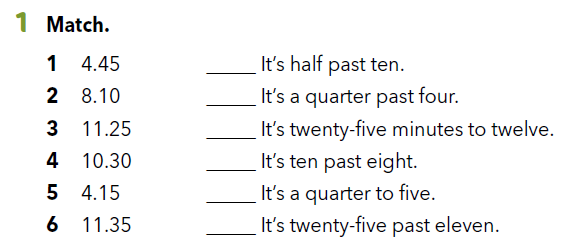 1 Match.
1 4.45 _____ It's half past ten.
2 8.10 _____ It's a quarter past four.
3 11.25 _____ It's twenty-five minutes to twelve.
4 10.30 _____ It's ten past eight.
5 4.15 _____ It's a quarter to five.
6 11.35 _____ It's twenty-five past eleven.